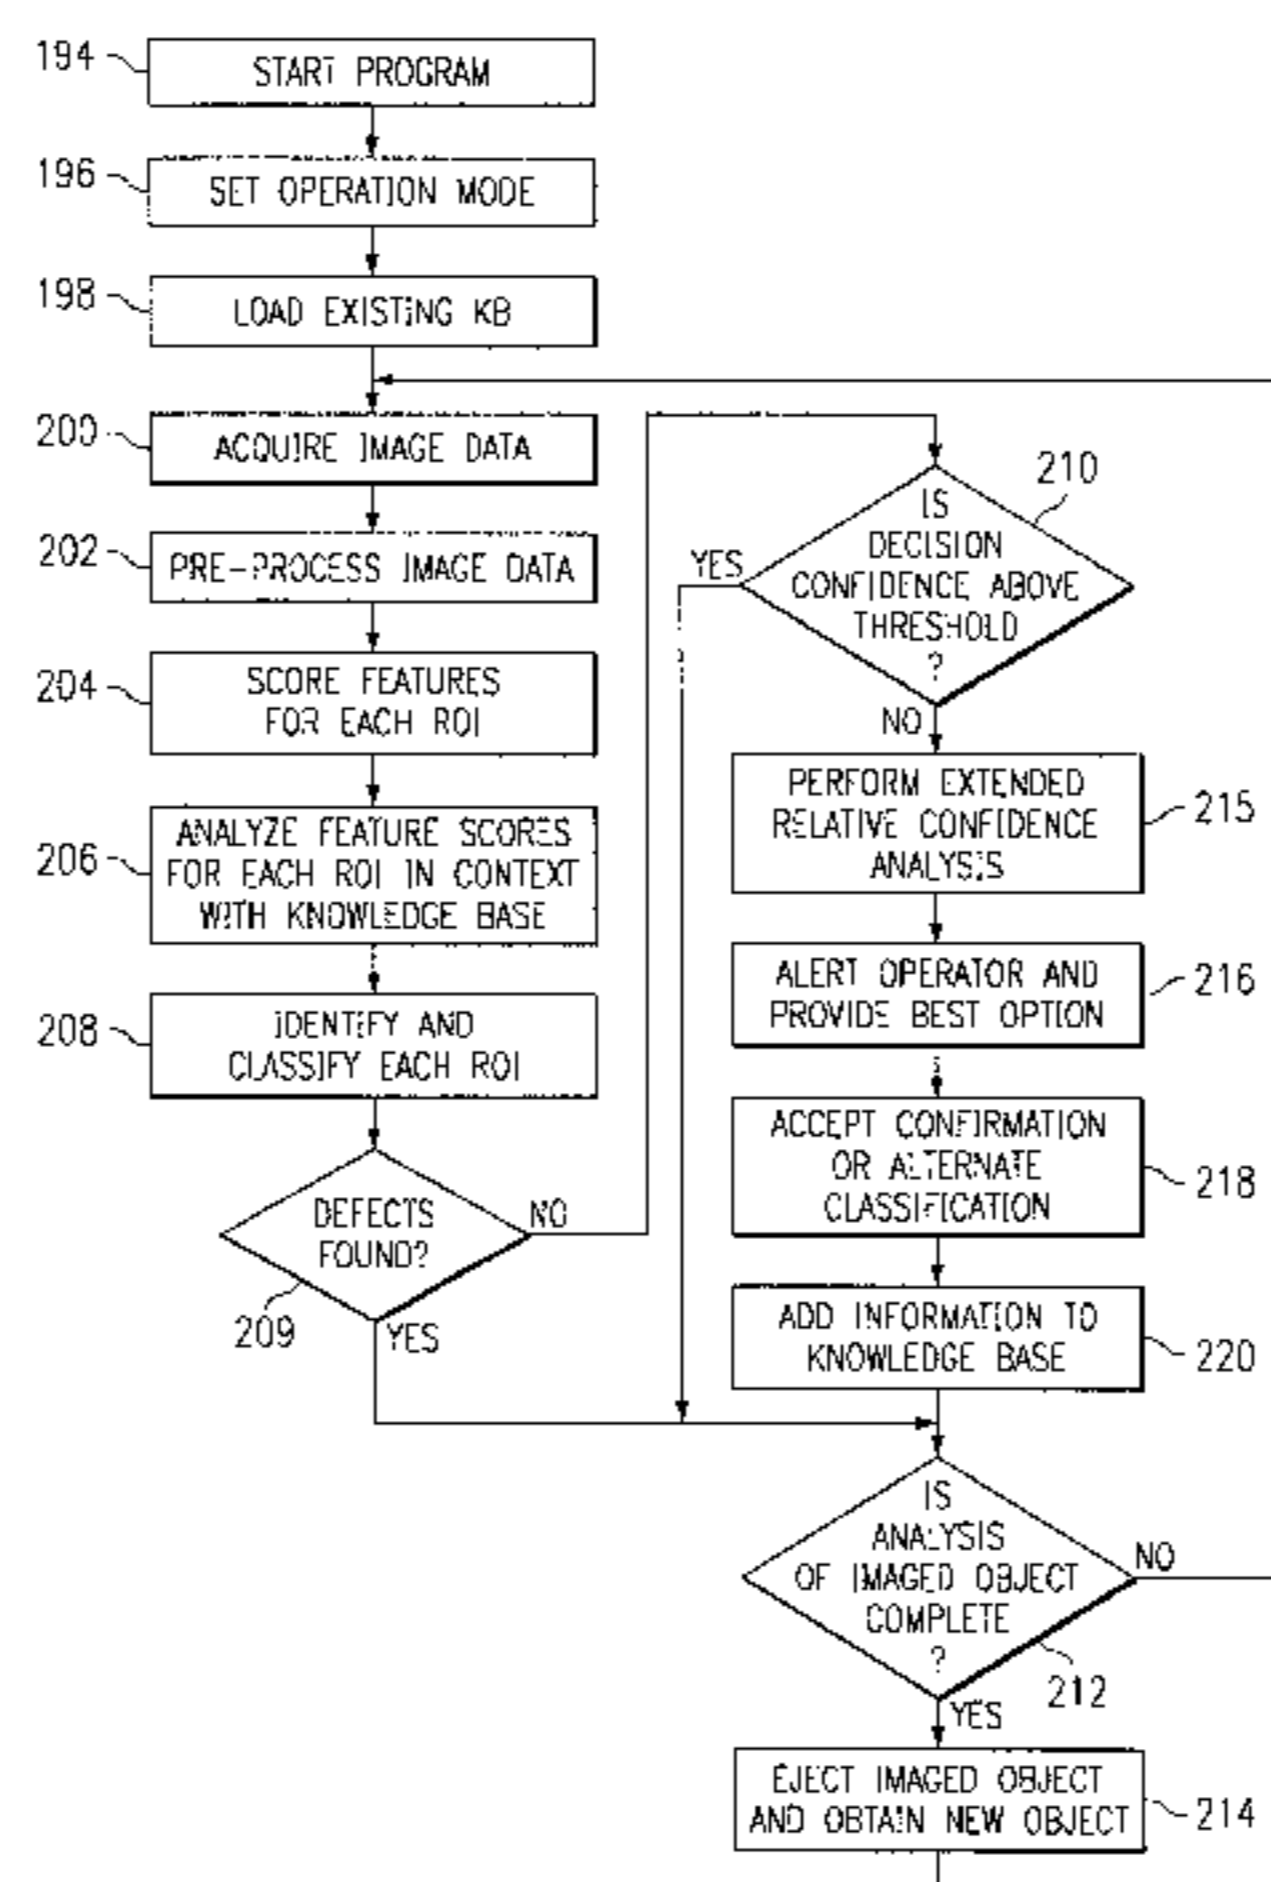 194
START PROGRAM
196
SET OPERATION MODE
198
LOAD EXISTING KB
200
ACQUIRE IMAGE DATA
202
PRE-PROCESS IMAGE DATA
204
SCORE FEATURES
FOR EACH ROI
206
ANALYZE FEATURE SCORES
FOR EACH ROI IN CONTEXT
WITH KNOWLEDGE BASE
208
IDENTIFY AND
CLASSIFY EACH ROI
DEFECTS
FOUND?
NO
209
YES
210
IS
DECISION
CONFIDENCE ABOVE
THRESHOLD
?
YES
NO
PERFORM EXTENDED
RELATIVE CONFIDENCE
ANALYSIS
215
ALERT OPERATOR AND
PROVIDE BEST OPTION
216
ACCEPT CONFIRMATION
OR ALTERNATE
CLASSIFICATION
218
ADD INFORMATION TO
KNOWLEDGE BASE
220
IS
ANALYSIS
OF IMAGED OBJECT
COMPLETE
?
NO
212
YES
EJECT IMAGED OBJECT
AND OBTAIN NEW OBJECT
214